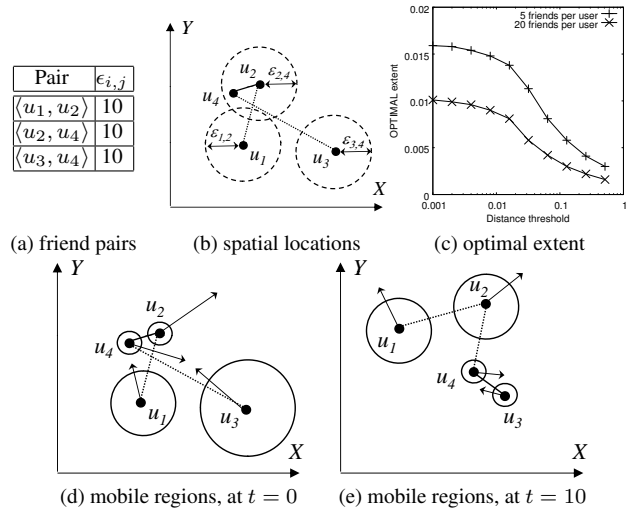 Pair ϵi,j
⟨u1, u2⟩ 10
⟨u2, u4⟩ 10
⟨u3, u4⟩ 10
(a) friend pairs
Y
u2
ε2,4
u4
ε1,2
u1
ε3,4
u3
X
(b) spatial locations
5 friends per user
20 friends per user
OPTIMAL extent
0.02
0.015
0.01
0.005
0
0.001 0.01 0.1 1
Distance threshold
(c) optimal extent
Y
u2
u4
u1
u3
X
(d) mobile regions, at t = 0
Y
u2
u1
u4
u3
X
(e) mobile regions, at t = 10